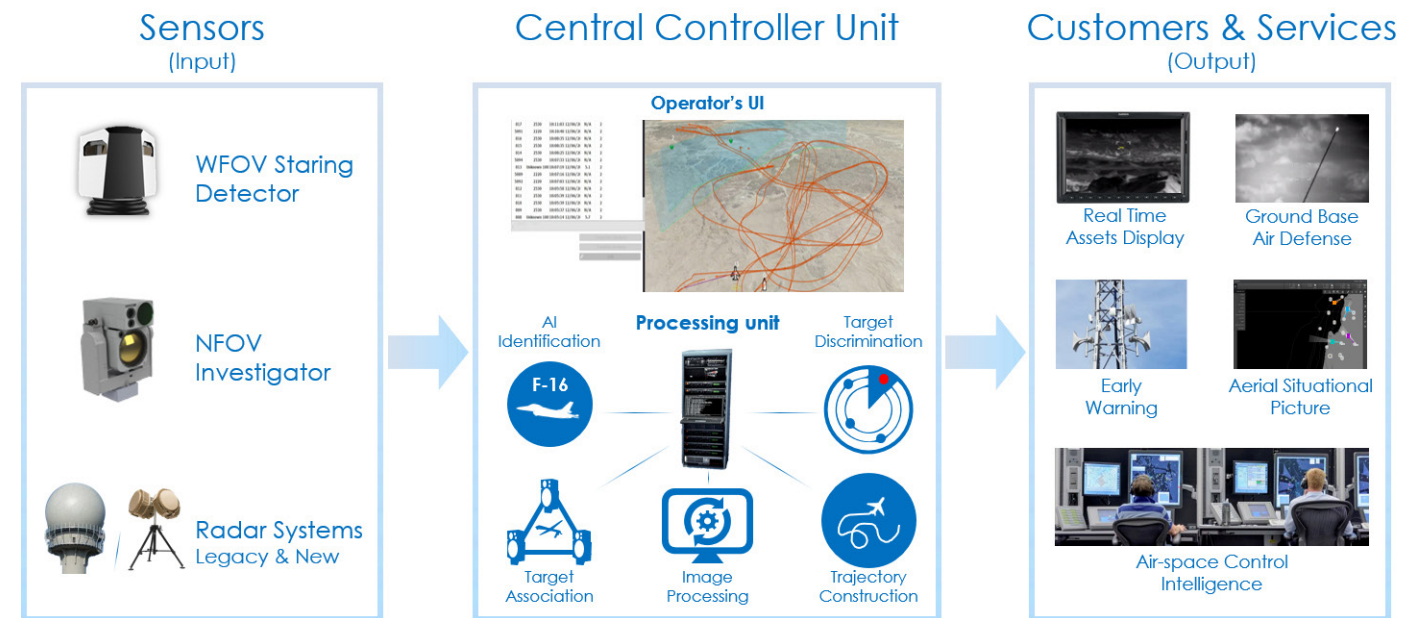 Sensors
(Input)
WFOV Staring
Detector
NFOV
Investigator
Radar Systems
Legacy & New
Central Controller Unit
Operator's UI
AI
Identification
F-16
Processing unit
Target
Discrimination
Target
Association
Image
Processing
Trajectory
Construction
Customers & Services
(Output)
Real Time
Assets Display
Ground Base
Air Defense
Early
Warning
Aerial Situational
Picture
Air-space Control
Intelligence